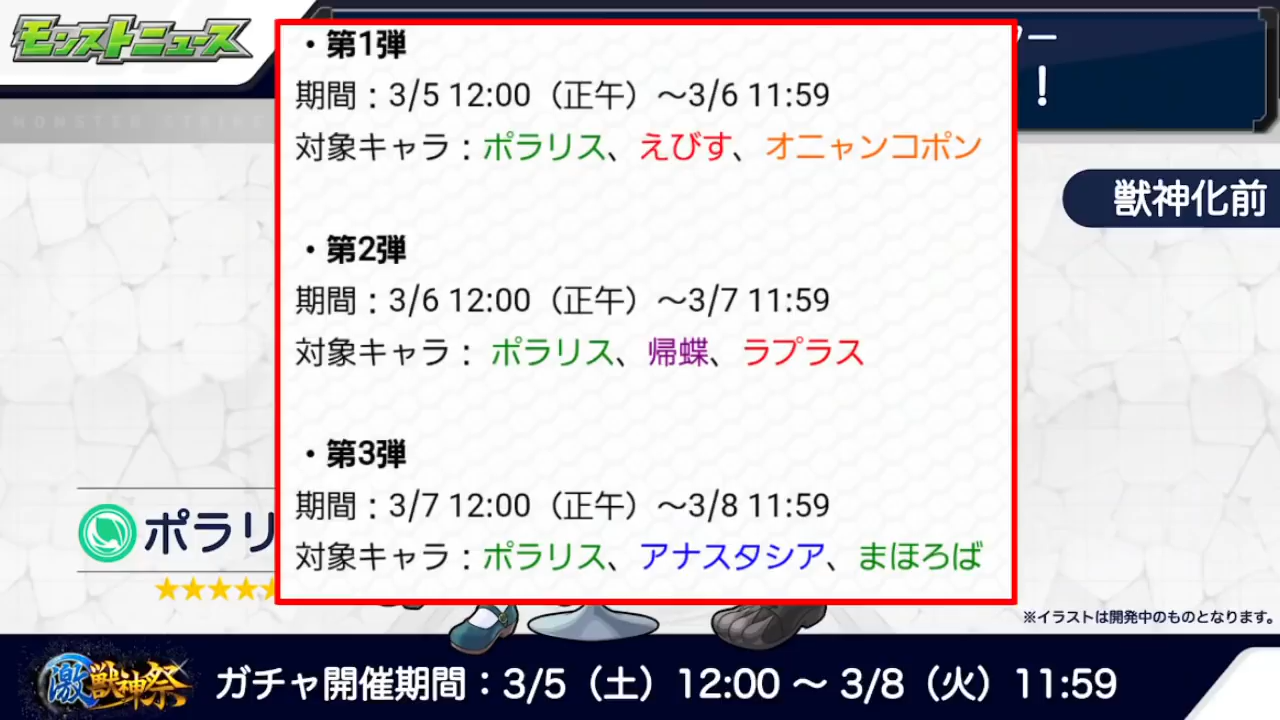 モンストニュース
ー
！
MONSTER STRIKE
獣神化前
・第1弾
期間：3/5 12:00（正午）～3/6 11:59
対象キャラ：ポラリス、えびす、オニャンコポン
・第2弾
期間：3/6 12:00（正午）～3/7 11:59
対象キャラ： ポラリス、帰蝶、ラプラス
・第3弾
期間：3/7 12:00（正午）～3/8 11:59
対象キャラ：ポラリス、アナスタシア、まほろば
ポラリ
★★★★★
※イラストは開発中のものとなります。
激獣神祭
ガチャ開催期間：3/5（土）12:00 ～ 3/8（火）11:59